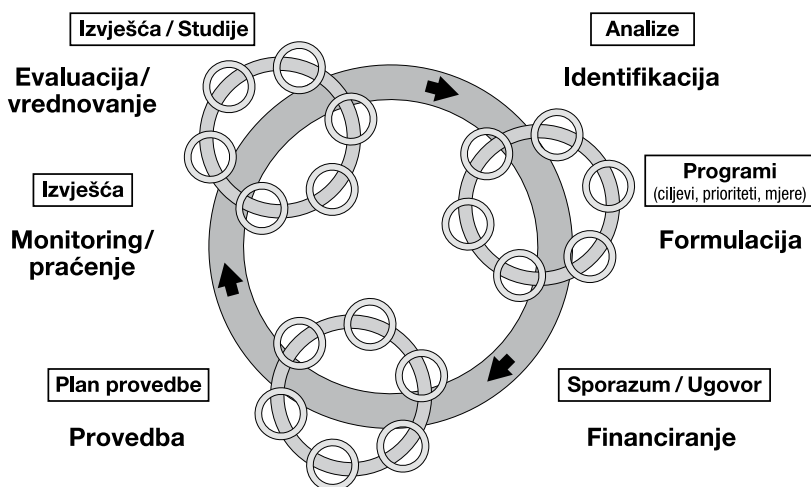 Izvješća / Studije
Evaluacija/
vrednovanje
Analize
Identifikacija
Izvješća
Monitoring/
praćenje
Programi
(ciljevi, prioriteti, mjere)
Formulacija
Plan provedbe
Provedba
Sporazum / Ugovor
Financiranje